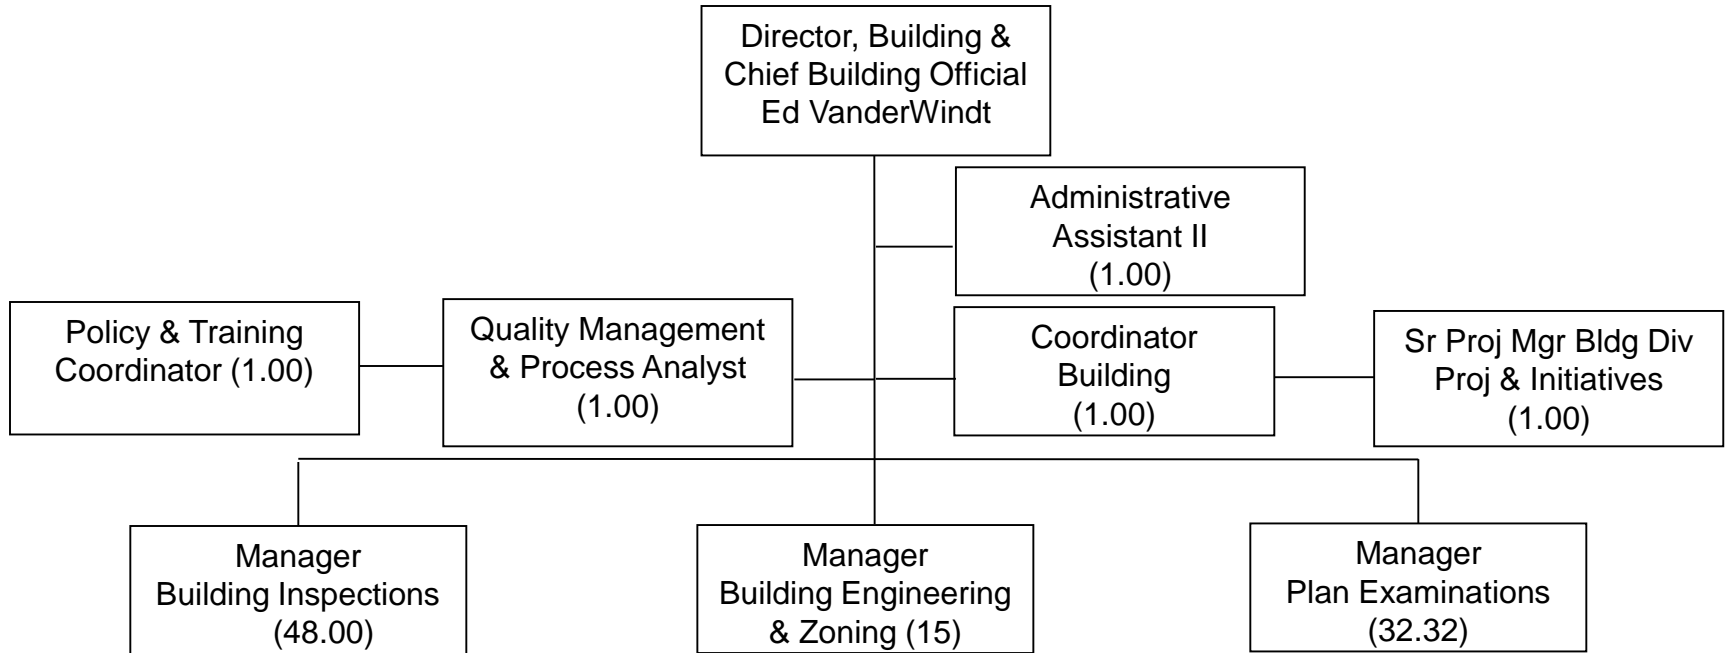 Director, Building &
Chief Building Official
Ed VanderWindt
Administrative
Assistant II
(1.00)
Policy & Training
Coordinator (1.00)
Quality Management
& Process Analyst
(1.00)
Coordinator
Building
(1.00)
Sr Proj Mgr Bldg Div
Proj & Initiatives
(1.00)
Manager
Building Inspections
(48.00)
Manager
Building Engineering
& Zoning (15)
Manager
Plan Examinations
(32.32)